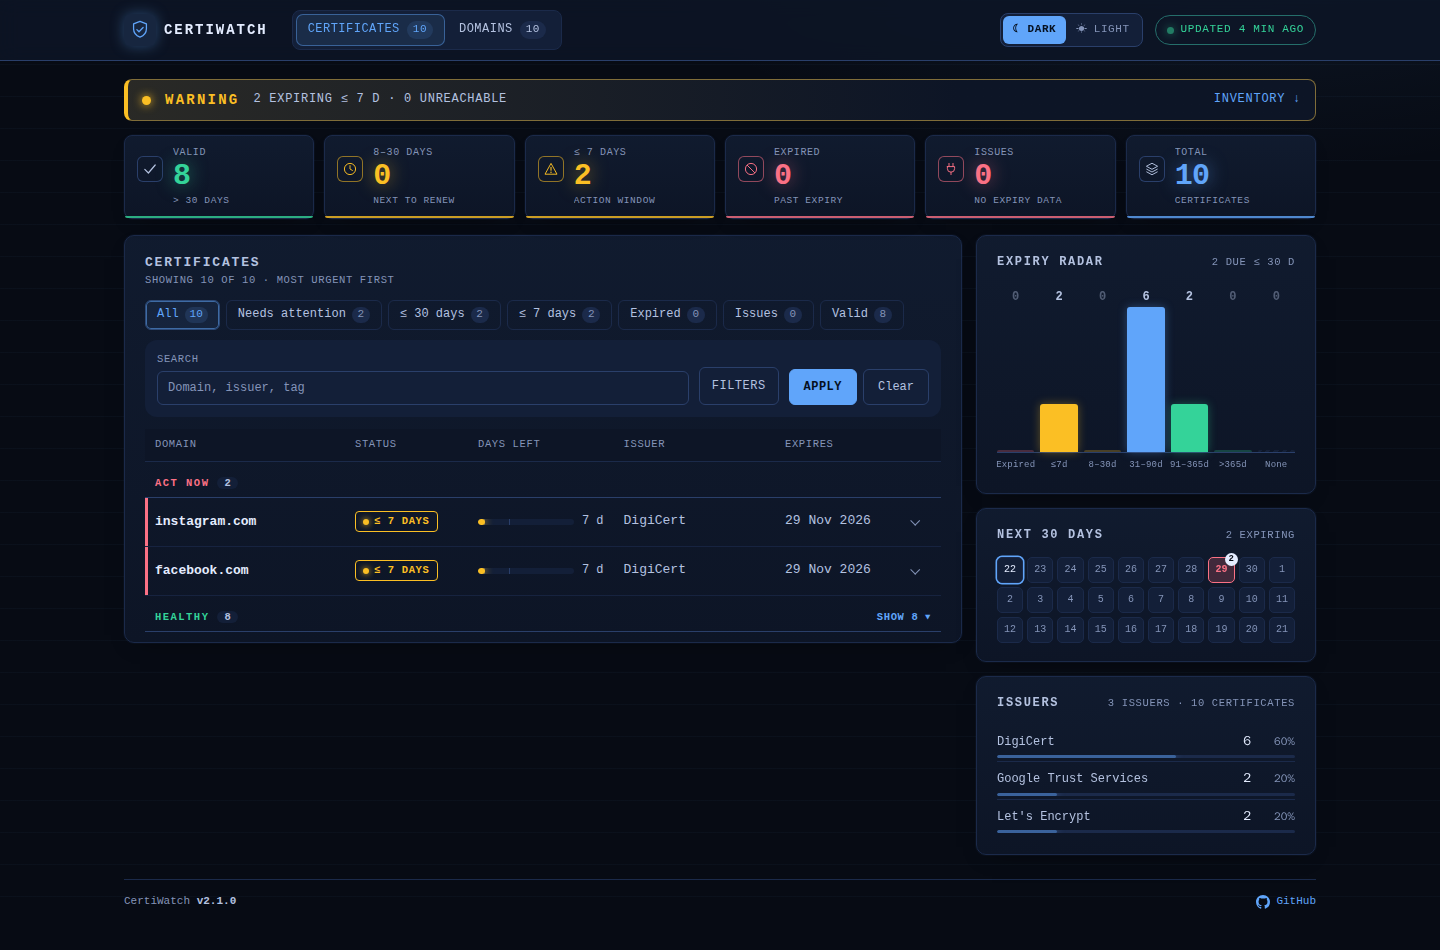 CERTIWATCH
CERTIFICATES 10
DOMAINS 10
DARK
LIGHT
UPDATED 4 MIN AGO
WARNING 2 EXPIRING ≤ 7 D · 0 UNREACHABLE
INVENTORY ↓
VALID
8
> 30 DAYS
8–30 DAYS
0
NEXT TO RENEW
≤ 7 DAYS
2
ACTION WINDOW
EXPIRED
0
PAST EXPIRY
ISSUES
0
NO EXPIRY DATA
TOTAL
10
CERTIFICATES
CERTIFICATES
SHOWING 10 OF 10 · MOST URGENT FIRST
All 10
Needs attention 2
≤ 30 days 2
≤ 7 days 2
Expired 0
Issues 0
Valid 8
SEARCH
Domain, issuer, tag
FILTERS
APPLY
Clear
DOMAIN STATUS DAYS LEFT ISSUER EXPIRES
ACT NOW 2
instagram.com ≤ 7 DAYS 7 d DigiCert 29 Nov 2026
facebook.com ≤ 7 DAYS 7 d DigiCert 29 Nov 2026
HEALTHY 8
SHOW 8 ▼
EXPIRY RADAR
2 DUE ≤ 30 D
0 2 0 6 2 0 0
Expired ≤7d 8–30d 31–90d 91–365d >365d None
NEXT 30 DAYS
2 EXPIRING
2
22 23 24 25 26 27 28 29 30 1
2 3 4 5 6 7 8 9 10 11
12 13 14 15 16 17 18 19 20 21
ISSUERS
3 ISSUERS · 10 CERTIFICATES
DigiCert 6 60%
Google Trust Services 2 20%
Let's Encrypt 2 20%
CertiWatch v2.1.0
GitHub